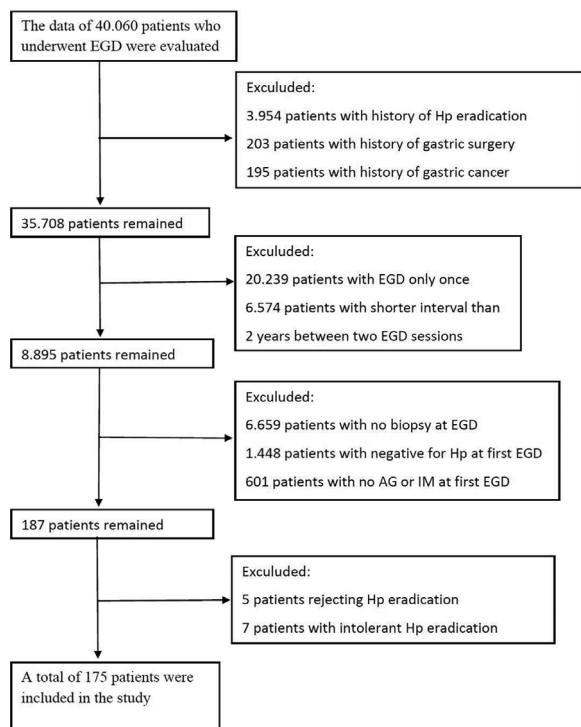 The data of 40.060 patients who
underwent EGD were evaluated
Exculuded:
3.954 patients with history of Hp eradication
203 patients with history of gastric surgery
195 patients with history of gastric cancer
35.708 patients remained
Exculuded:
20.239 patients with EGD only once
6.574 patients with shorter interval than
2 years between two EGD sessions
8.895 patients remained
Exculuded:
6.659 patients with no biopsy at EGD
1.448 patients with negative for Hp at first EGD
601 patients with no AG or IM at first EGD
187 patients remained
Exculuded:
5 patients rejecting Hp eradication
7 patients with intolerant Hp eradication
A total of 175 patients were
included in the study